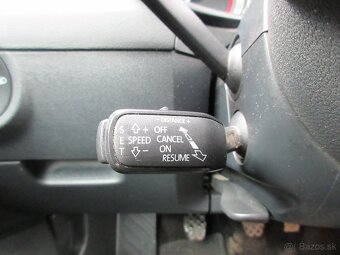 - DISTANCE +
S + OFF
E SPEED CANCEL
T - ON
RESUME
Bazos.sk